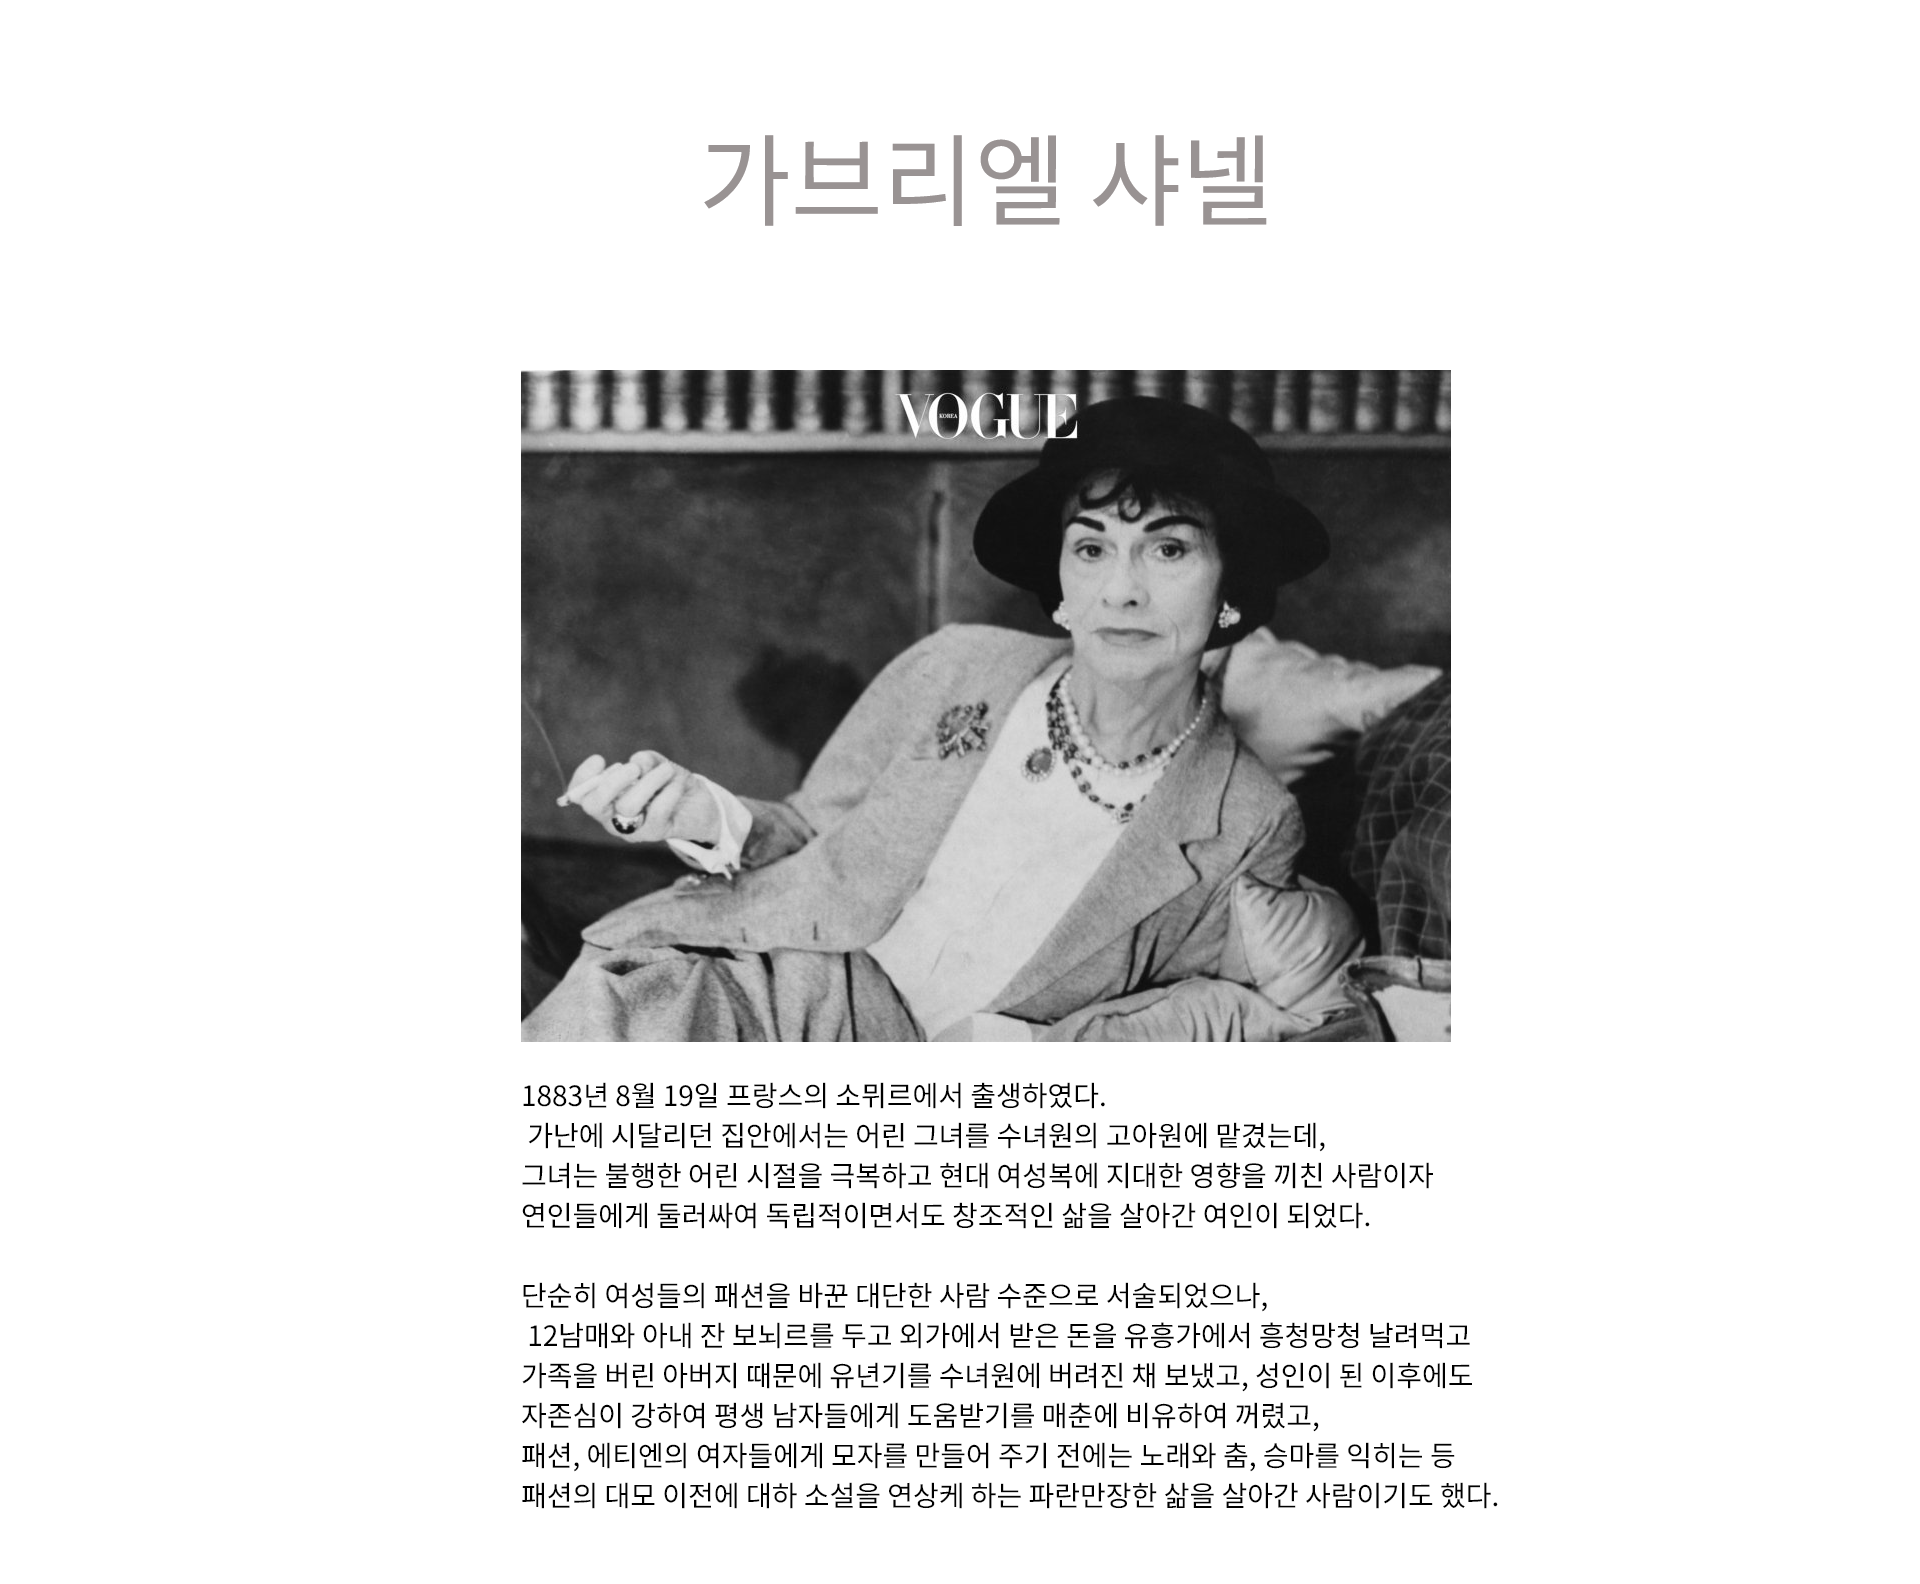 가브리엘 샤넬
VOGUE
KOREA
1883년 8월 19일 프랑스의 소뮈르에서 출생하였다.
가난에 시달리던 집안에서는 어린 그녀를 수녀원의 고아원에 맡겼는데,
그녀는 불행한 어린 시절을 극복하고 현대 여성복에 지대한 영향을 끼친 사람이자
연인들에게 둘러싸여 독립적이면서도 창조적인 삶을 살아간 여인이 되었다.
단순히 여성들의 패션을 바꾼 대단한 사람 수준으로 서술되었으나,
12남매와 아내 잔 보뇌르를 두고 외가에서 받은 돈을 유흥가에서 흥청망청 날려먹고
가족을 버린 아버지 때문에 유년기를 수녀원에 버려진 채 보냈고, 성인이 된 이후에도
자존심이 강하여 평생 남자들에게 도움받기를 매춘에 비유하여 꺼렸고,
패션, 에티엔의 여자들에게 모자를 만들어 주기 전에는 노래와 춤, 승마를 익히는 등
패션의 대모 이전에 대하 소설을 연상케 하는 파란만장한 삶을 살아간 사람이기도 했다.